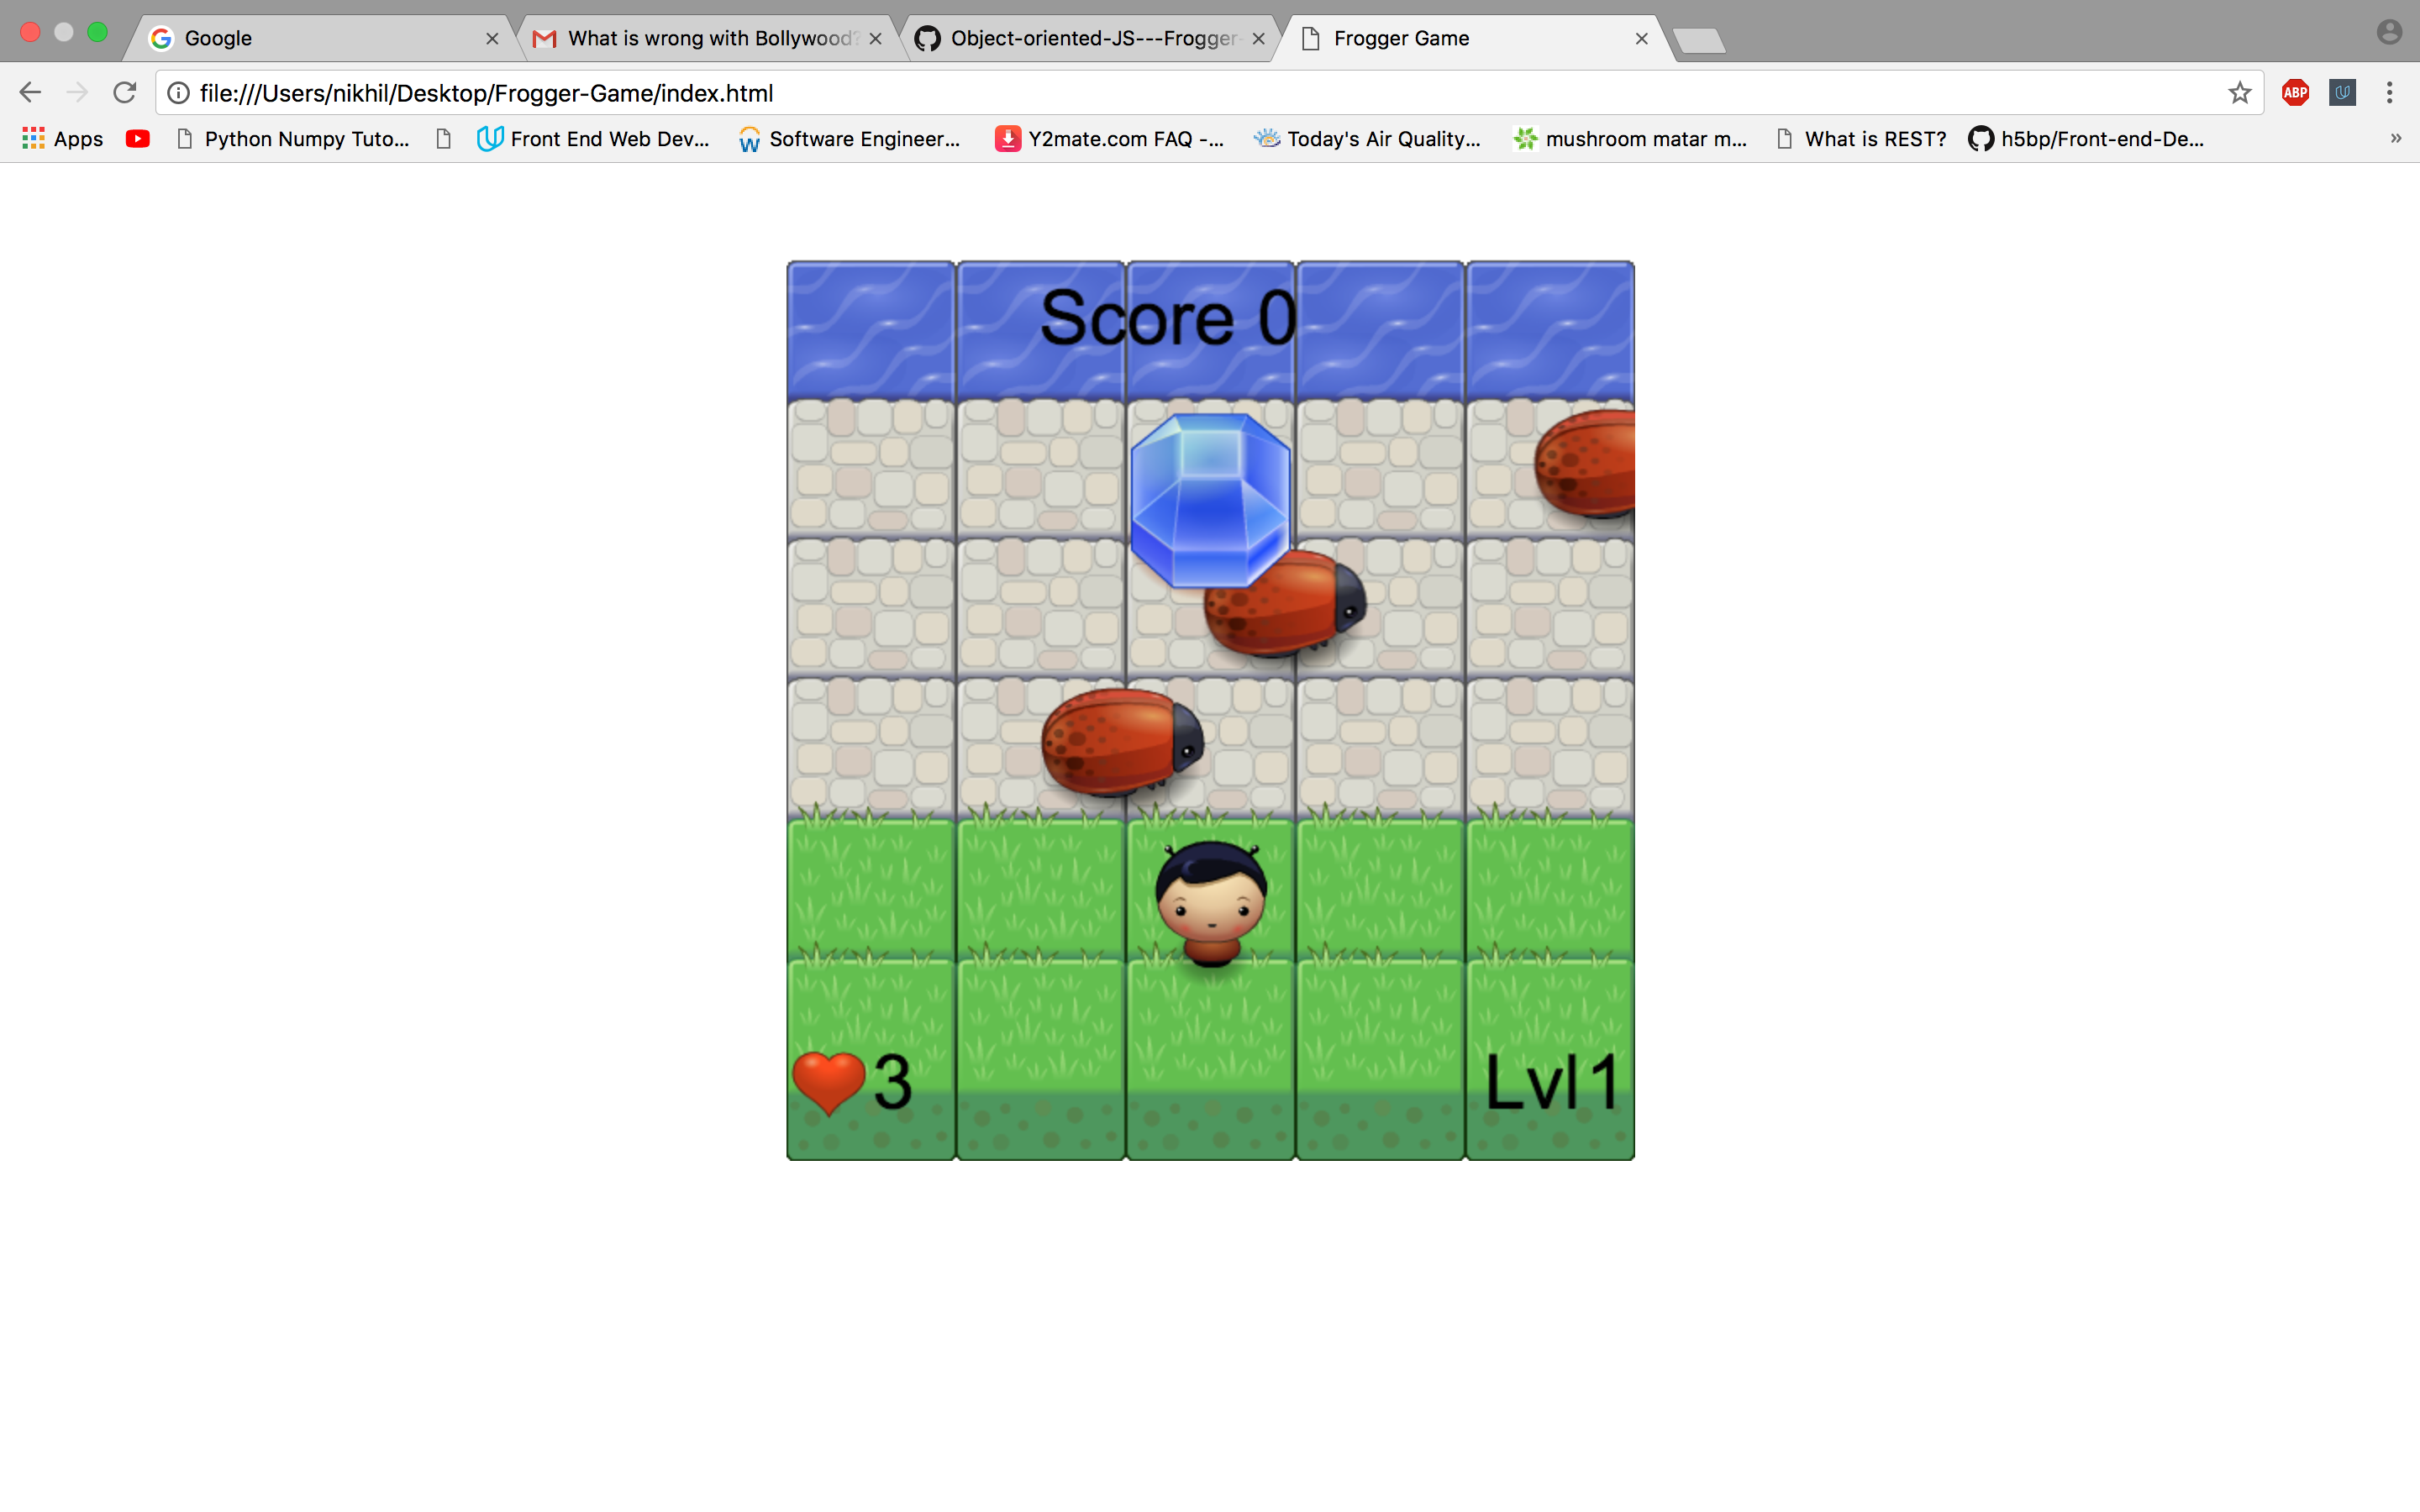 Google
What is wrong with Bollywood?
Object-oriented-JS---Frogger-
Frogger Game
file:///Users/nikhil/Desktop/Frogger-Game/index.html
ABP
Apps
Python Numpy Tuto...
Front End Web Dev...
Software Engineer...
Y2mate.com FAQ -...
Today's Air Quality...
mushroom matar m...
What is REST?
h5bp/Front-end-De...
Score 0
3
Lvl1